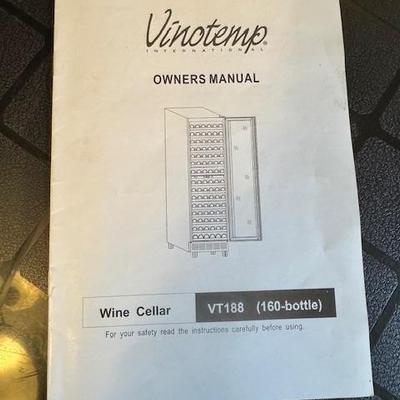 Vinotemp®
INTERNATIONAL
OWNERS MANUAL
Wine Cellar VT188 (160-bottle)
For your safety read the instructions carefully before using.